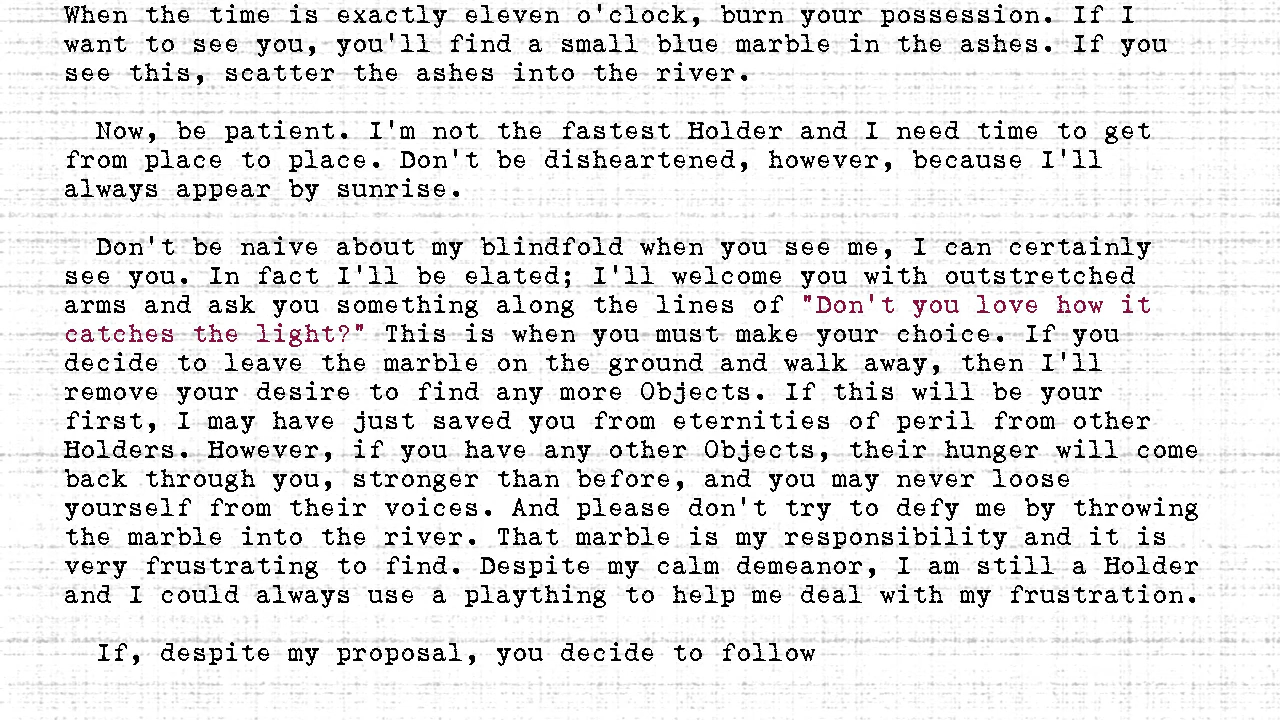 When the time is exactly eleven o'clock, burn your possession. If I
want to see you, you'll find a small blue marble in the ashes. If you
see this, scatter the ashes into the river.
Now, be patient. I'm not the fastest Holder and I need time to get
from place to place. Don't be disheartened, however, because I'll
always appear by sunrise.
Don't be naive about my blindfold when you see me, I can certainly
see you. In fact I'll be elated; I'll welcome you with outstretched
arms and ask you something along the lines of "Don't you love how it
catches the light?" This is when you must make your choice. If you
decide to leave the marble on the ground and walk away, then I'll
remove your desire to find any more Objects. If this will be your
first, I may have just saved you from eternities of peril from other
Holders. However, if you have any other Objects, their hunger will come
back through you, stronger than before, and you may never loose
yourself from their voices. And please don't try to defy me by throwing
the marble into the river. That marble is my responsibility and it is
very frustrating to find. Despite my calm demeanor, I am still a Holder
and I could always use a plaything to help me deal with my frustration.
If, despite my proposal, you decide to follow